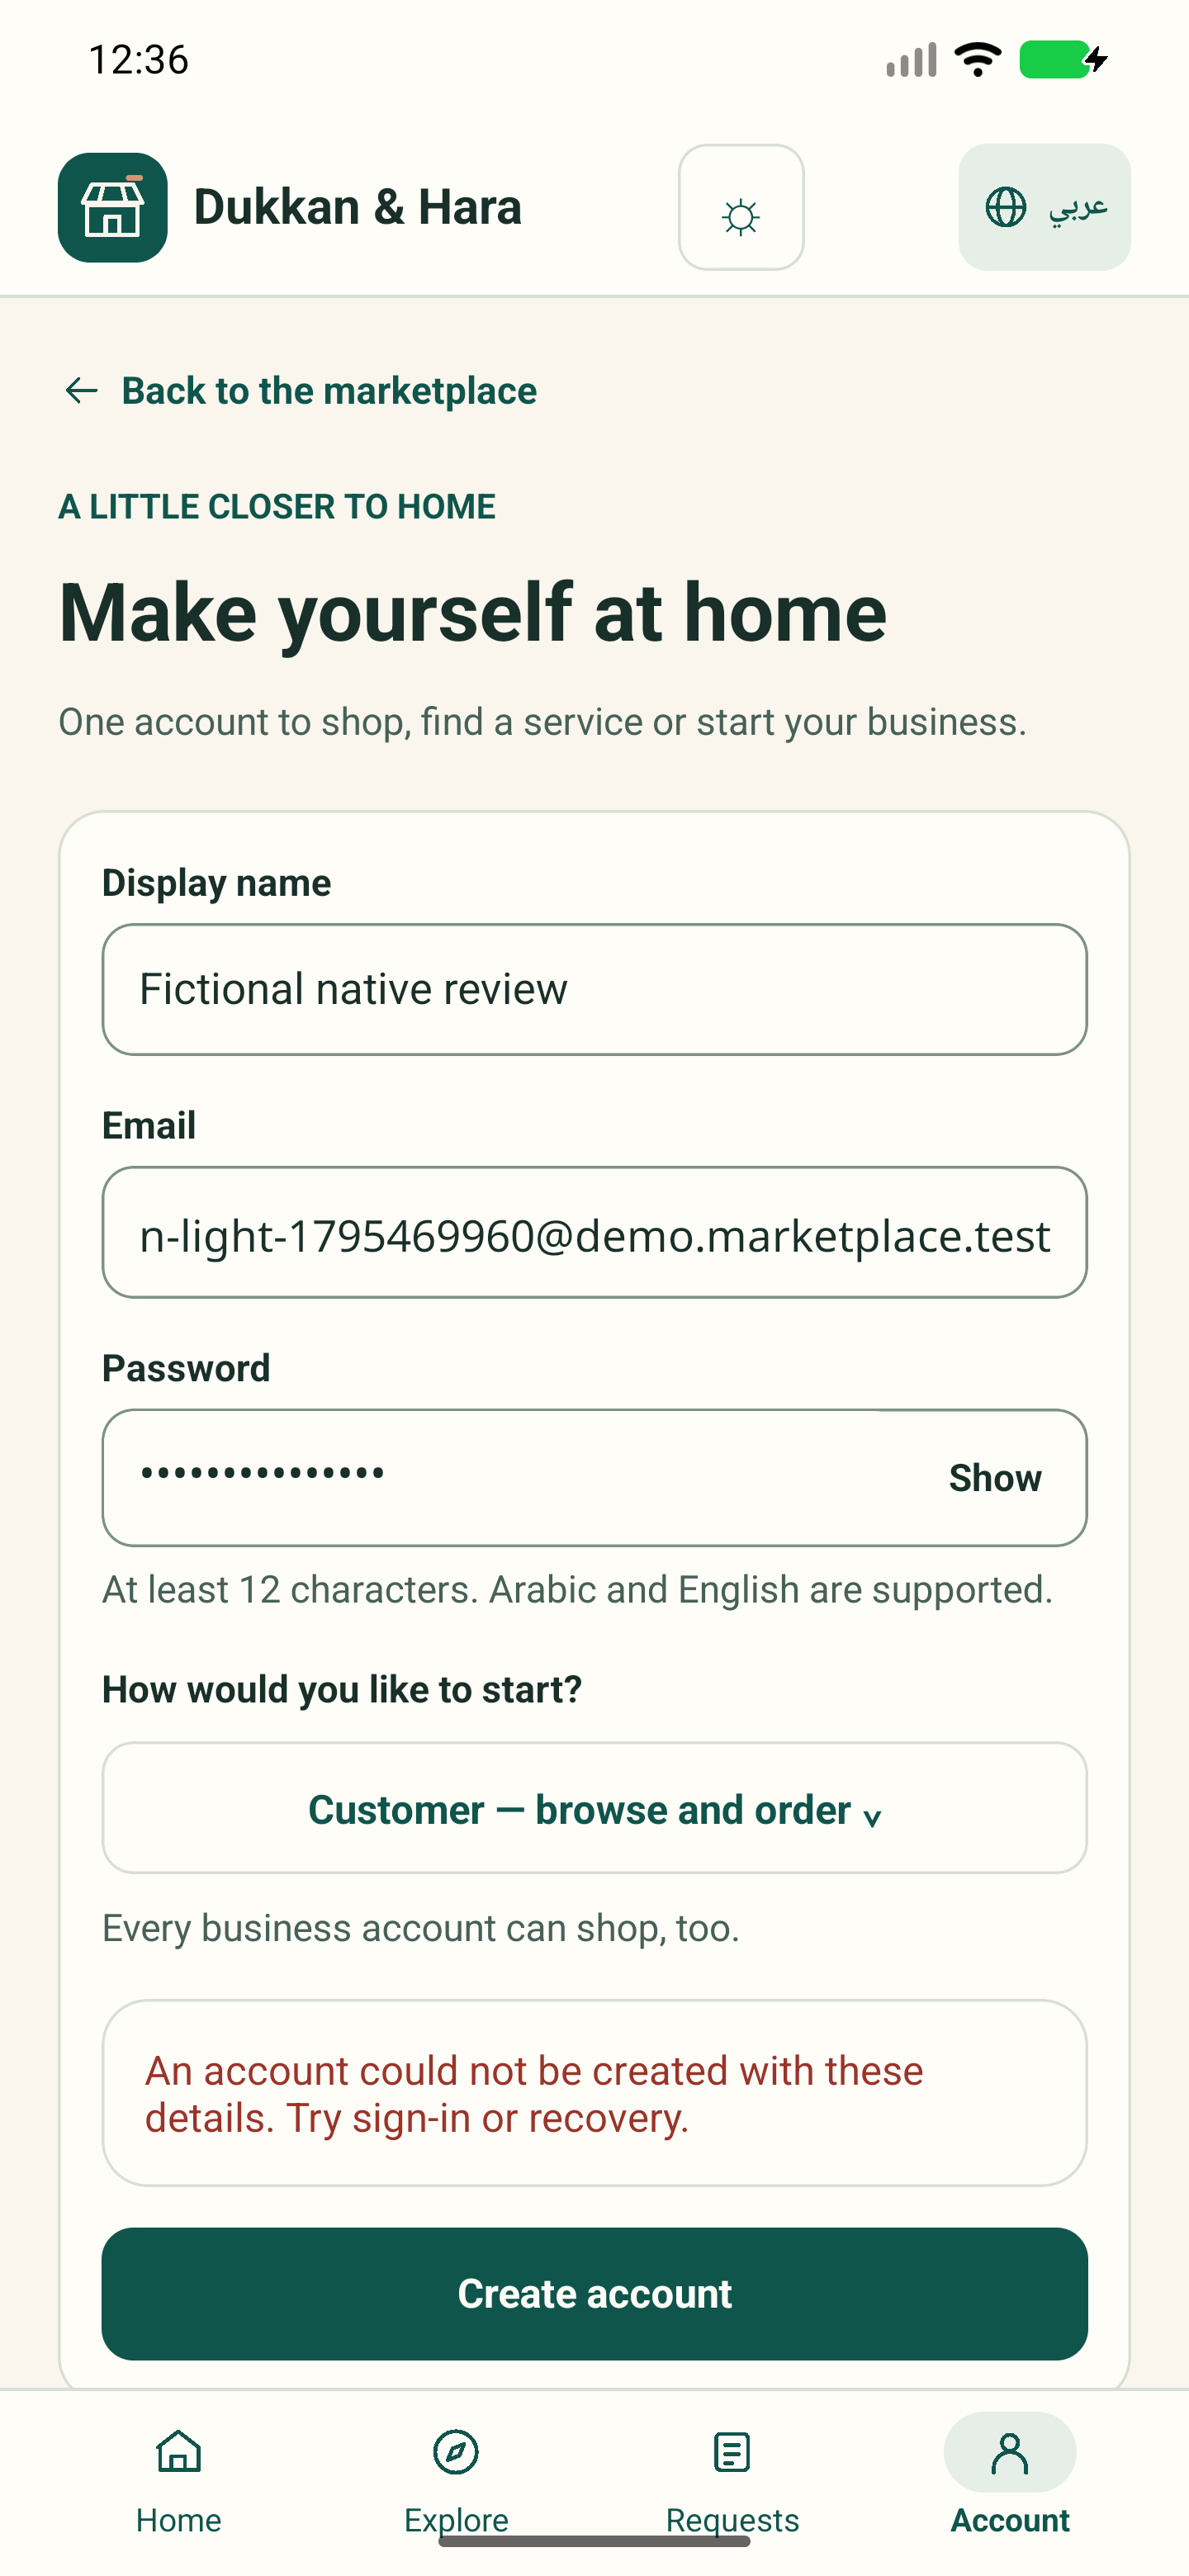 12:36
Dukkan & Hara
عربي
Back to the marketplace
A LITTLE CLOSER TO HOME
Make yourself at home
One account to shop, find a service or start your business.
Display name
Fictional native review
Email
n-light-1795469960@demo.marketplace.test
Password
•••••••••••••••
Show
At least 12 characters. Arabic and English are supported.
How would you like to start?
Customer — browse and order
Every business account can shop, too.
An account could not be created with these
details. Try sign-in or recovery.
Create account
Home
Explore
Requests
Account